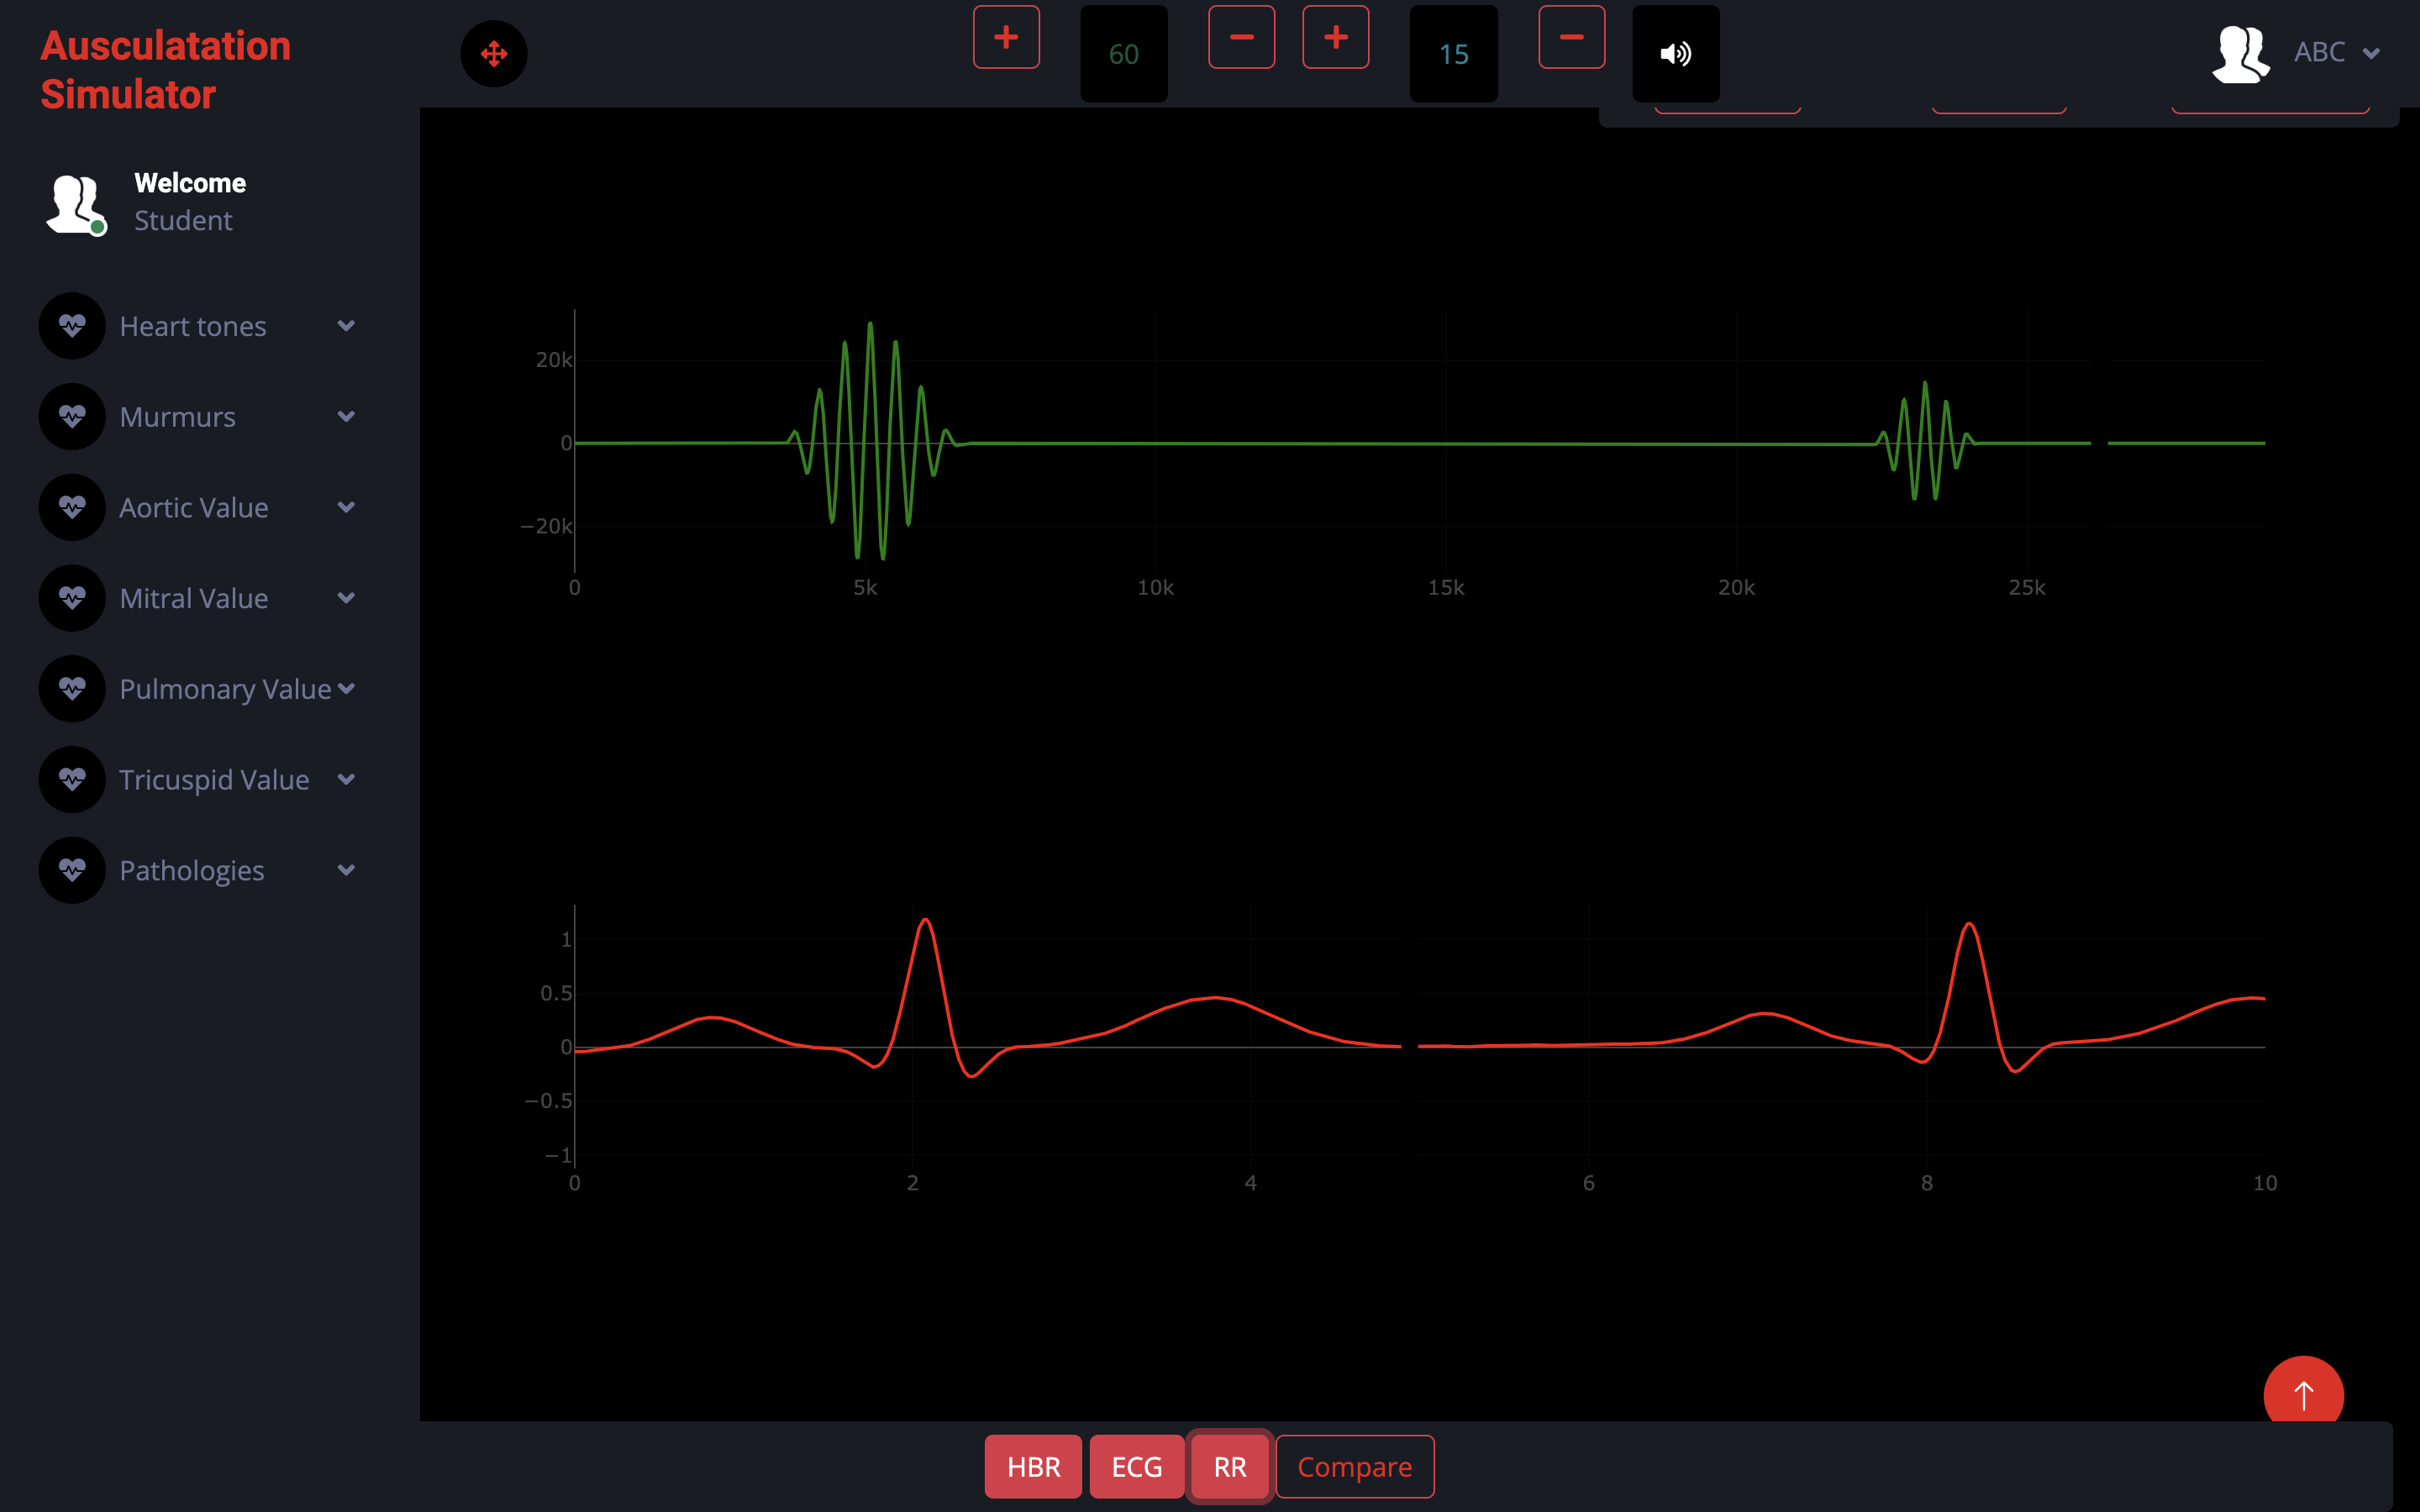 Ausculatation
Simulator
60
15
ABC
Welcome
Student
Heart tones
Murmurs
Aortic Value
Mitral Value
Pulmonary Value
Tricuspid Value
Pathologies
20k
0
−20k
0 5k 10k 15k 20k 25k
1
0.5
0
−0.5
−1
0 2 4 6 8 10
HBR ECG RR Compare